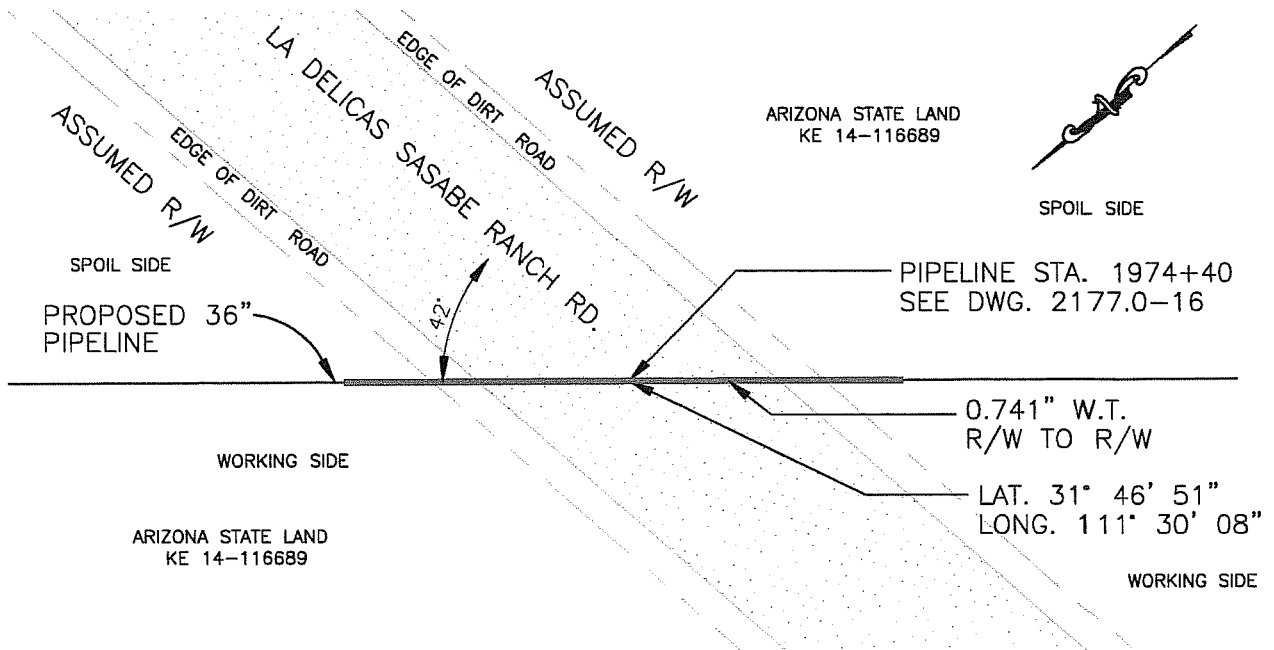 EDGE OF DIRT ROAD
ASSUMED R/W
LA DELICAS SASABE RANCH RD.
ARIZONA STATE LAND
KE 14-116689
ASSUMED R/W
EDGE OF DIRT ROAD
SPOIL SIDE
SPOIL SIDE
PIPELINE STA. 1974+40
SEE DWG. 2177.0-16
PROPOSED 36"
PIPELINE
42°
0.741" W.T.
R/W TO R/W
WORKING SIDE
LAT. 31° 46' 51"
LONG. 111° 30' 08"
ARIZONA STATE LAND
KE 14-116689
WORKING SIDE